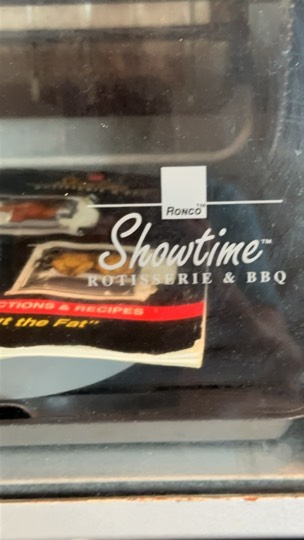 RONCO™
Showtime™
ROTISSERIE & BBQ
CTIONS & RECIPES
t the Fat"